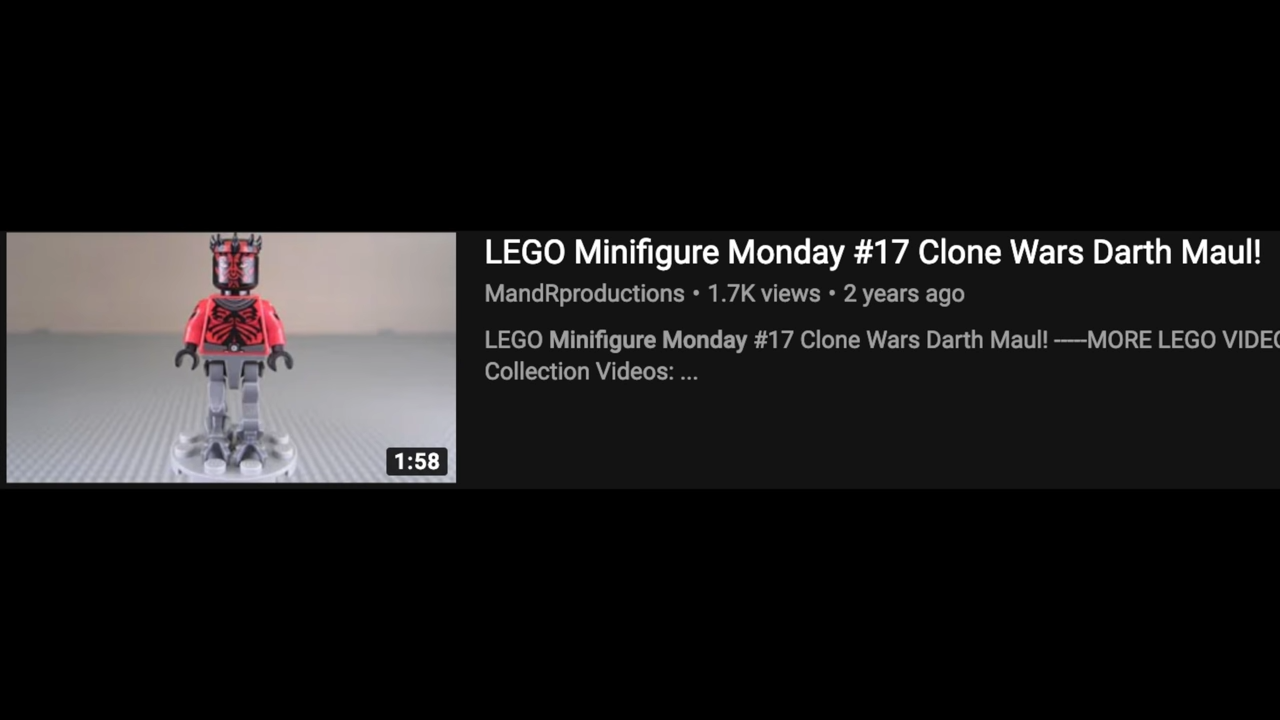 LEGO Minifigure Monday #17 Clone Wars Darth Maul!
MandRproductions • 1.7K views • 2 years ago
LEGO Minifigure Monday #17 Clone Wars Darth Maul! -----MORE LEGO VIDEO
Collection Videos: ...
1:58